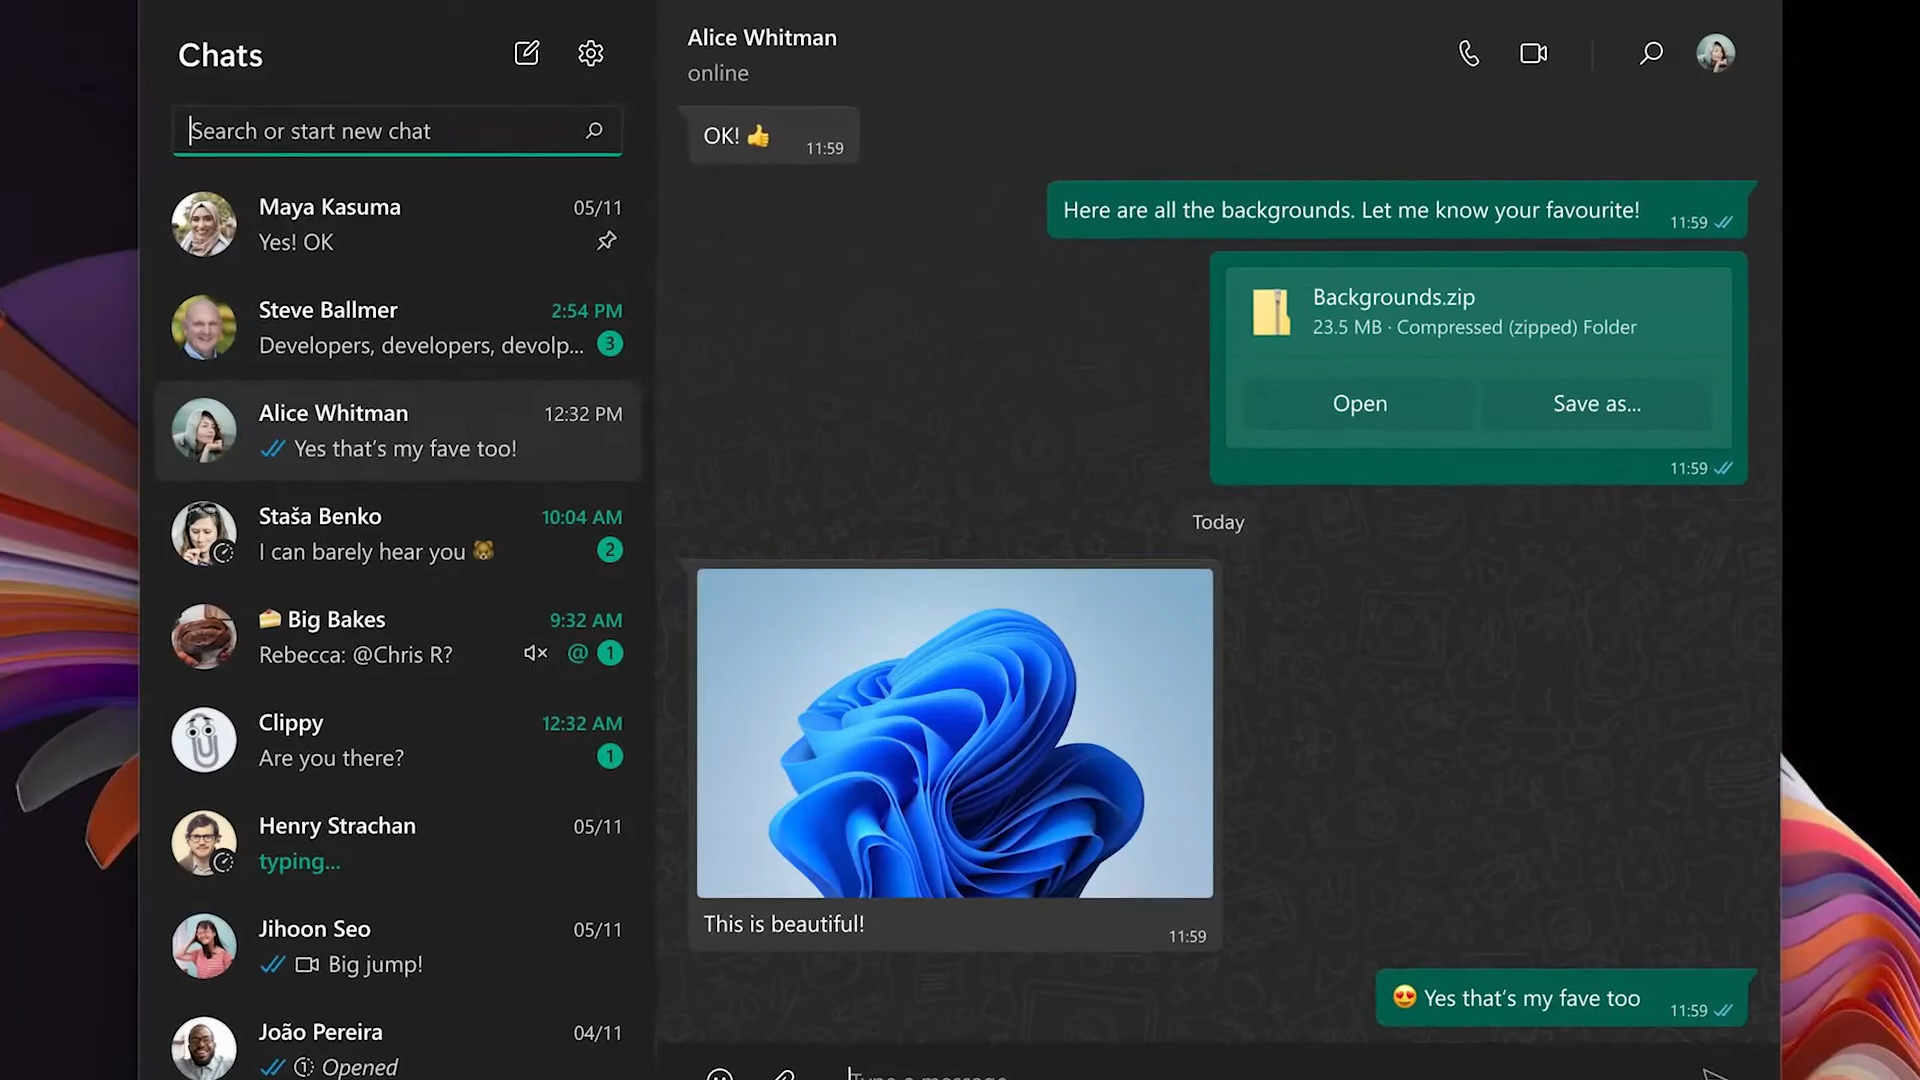 Chats
Search or start new chat
Maya Kasuma
05/11
Yes! OK
Steve Ballmer
2:54 PM
Developers, developers, devolp...
3
Alice Whitman
12:32 PM
Yes that’s my fave too!
Staša Benko
10:04 AM
I can barely hear you 🐻
2
🍰 Big Bakes
9:32 AM
Rebecca: @Chris R?
@ 1
Clippy
12:32 AM
Are you there?
1
Henry Strachan
05/11
typing...
Jihoon Seo
05/11
Big jump!
João Pereira
04/11
Opened
Alice Whitman
online
OK! 👍
11:59
Here are all the backgrounds. Let me know your favourite!
11:59
Backgrounds.zip
23.5 MB · Compressed (zipped) Folder
Open
Save as...
11:59
Today
This is beautiful!
11:59
😍 Yes that’s my fave too
11:59
Type a message